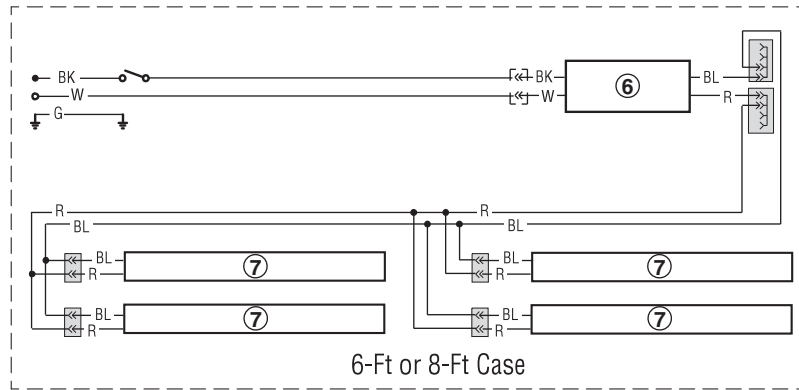 BK BK 6 BL
W W R
G
R R
BL BL
BL 7 BL 7
R R
BL 7 BL 7
R R
6-Ft or 8-Ft Case